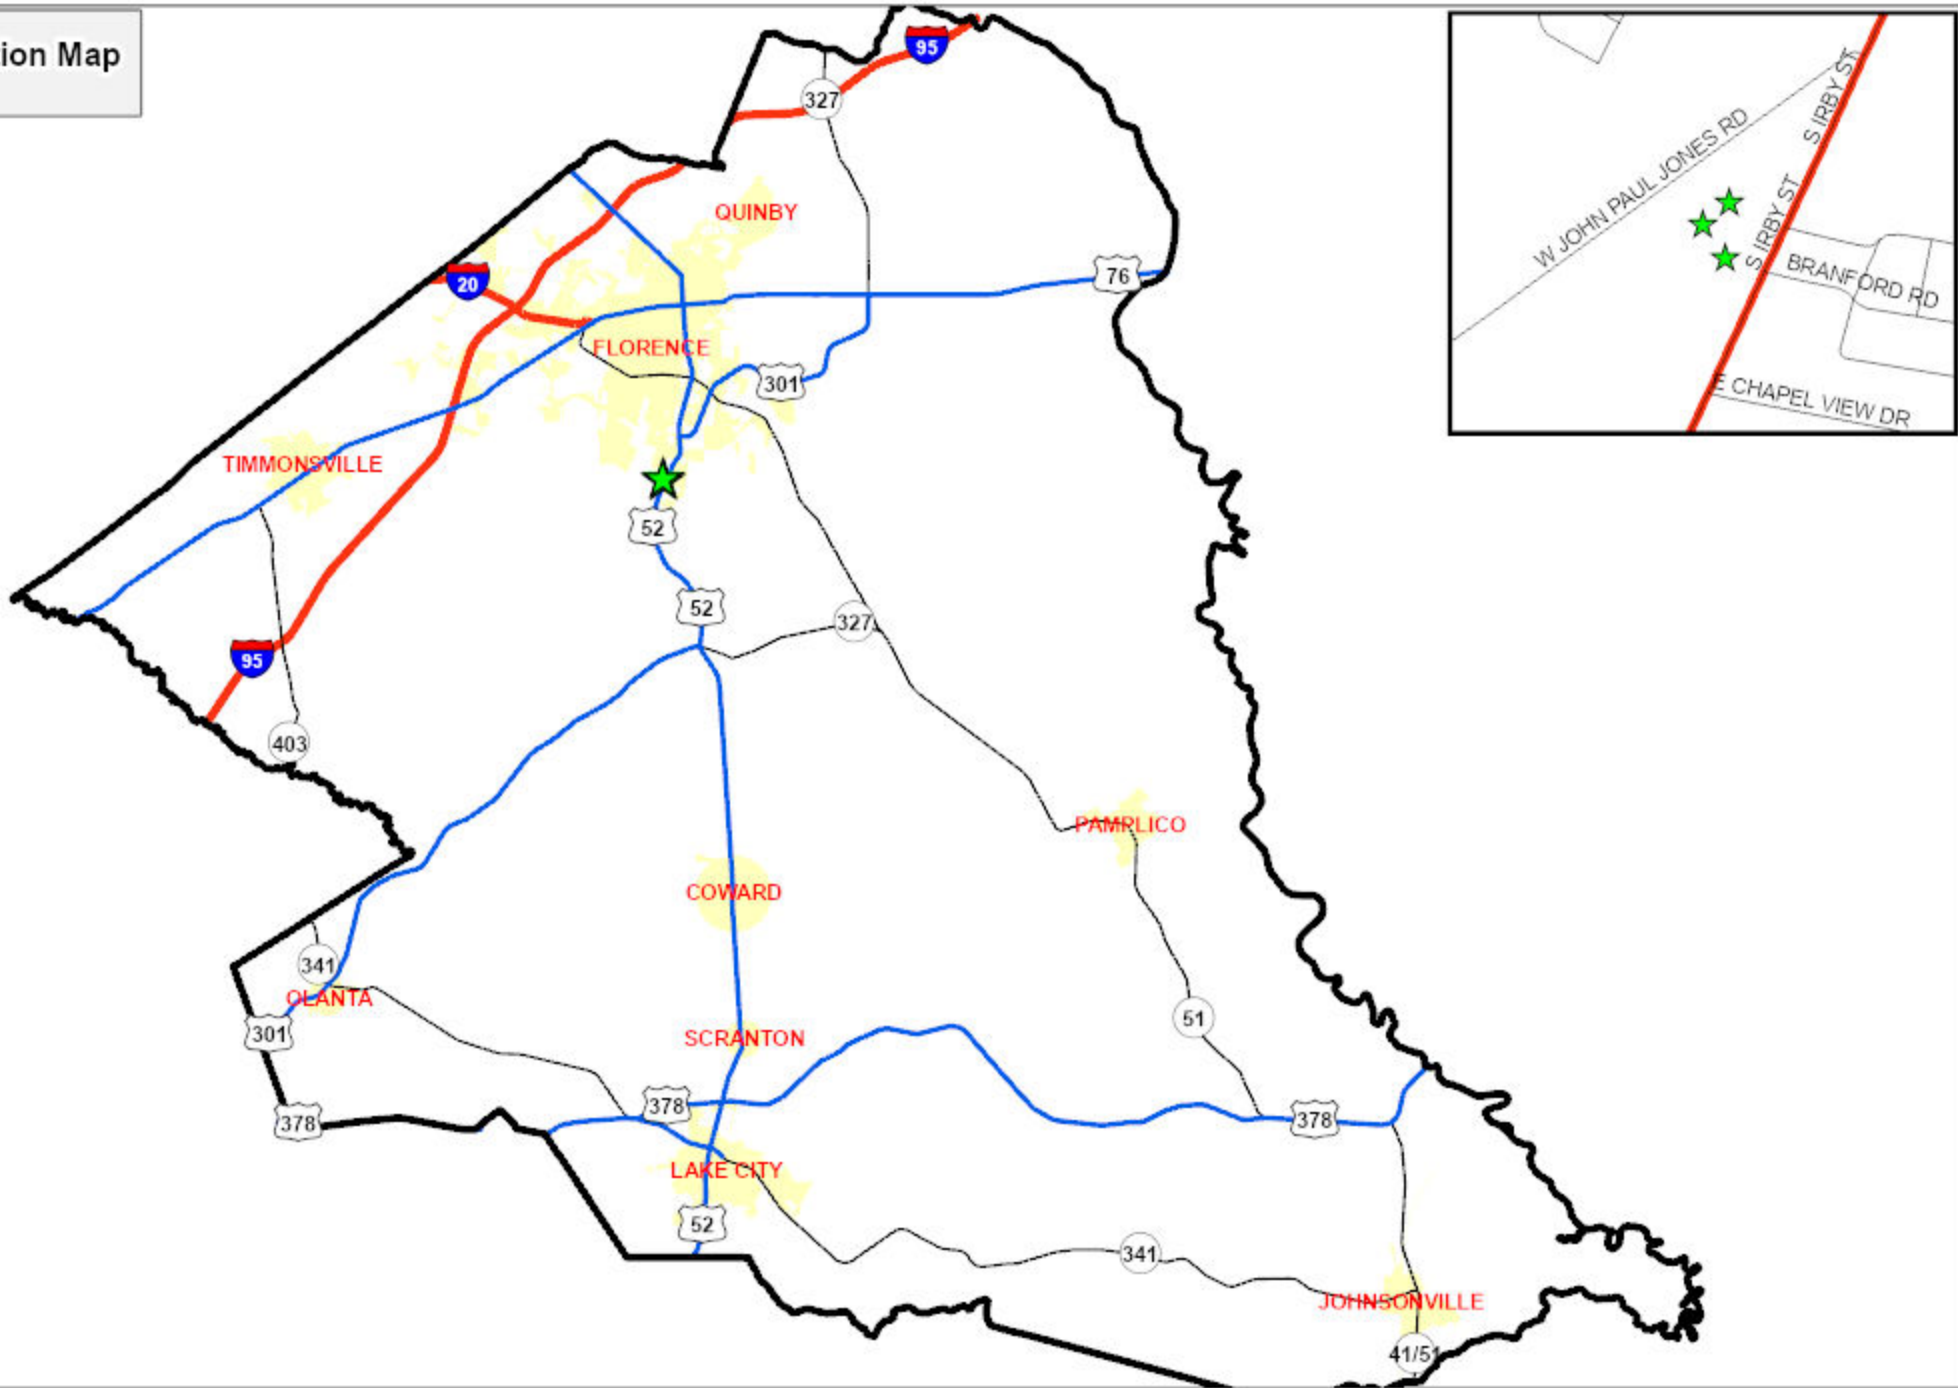 ion Map
95
327
S IRBY ST
W JOHN PAUL JONES RD
S IRBY ST
BRANFORD RD
E CHAPEL VIEW DR
QUINBY
20
76
FLORENCE
301
TIMMONSVILLE
52
52
327
95
403
PAMPLICO
COWARD
341
OLANTA
301
51
SCRANTON
378
378
378
LAKE CITY
52
341
JOHNSONVILLE
41/51